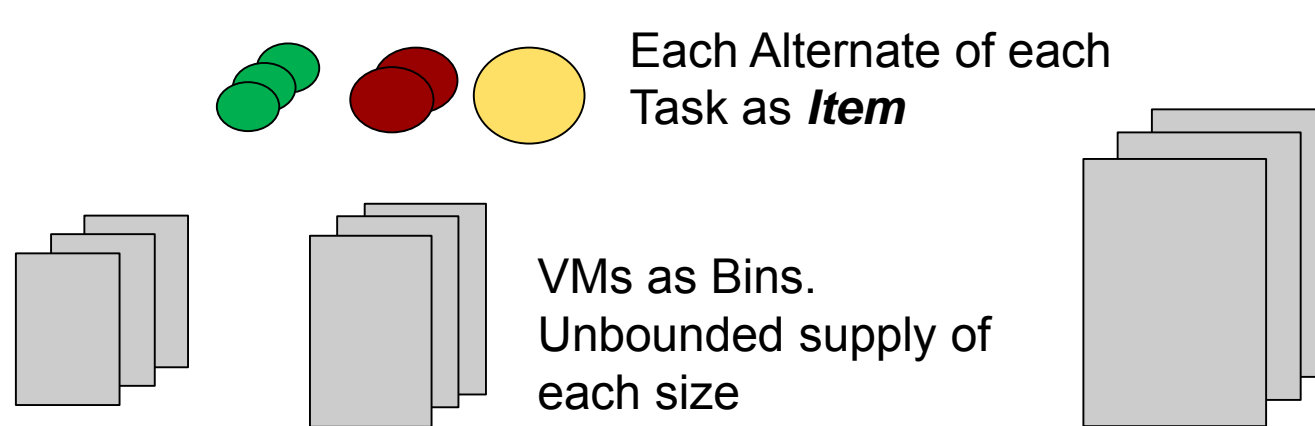 Each Alternate of each
Task as Item
VMs as Bins.
Unbounded supply of
each size